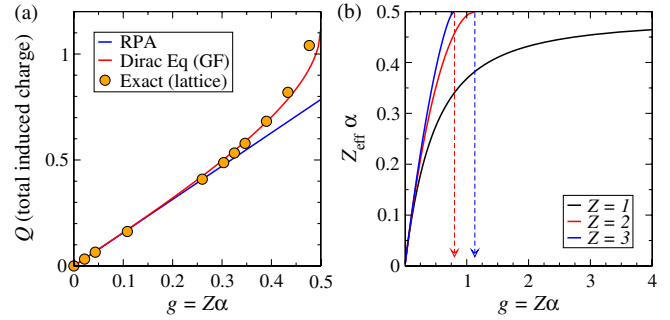 (a)
Q (total induced charge)
1
0.5
0
RPA
Dirac Eq (GF)
Exact (lattice)
0 0.1 0.2 0.3 0.4 0.5
g = Zα
(b)
Z_eff α
0.5
0.4
0.3
0.2
0.1
0.0
Z = 1
Z = 2
Z = 3
1 2 3 4
g = Zα